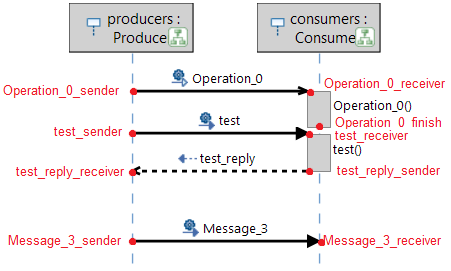 producers :
Produce
consumers :
Consume
Operation_0
Operation_0_sender
Operation_0_receiver
Operation_0()
test
Operation_0_finish
test_sender
test_receiver
test()
test_reply
test_reply_receiver
test_reply_sender
Message_3
Message_3_sender
Message_3_receiver